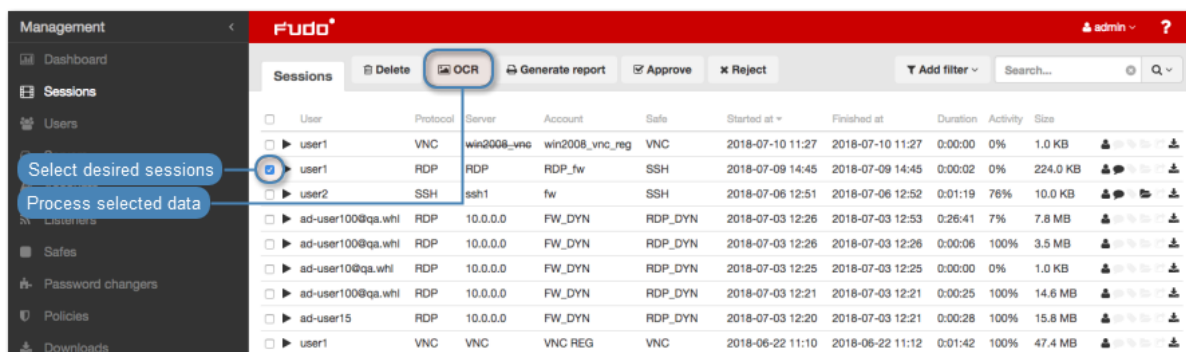 Management < FUDO admin ?
Dashboard
Sessions Delete OCR Generate report Approve Reject Add filter Search...
Sessions
User Protocol Server Account Safe Started at Finished at Duration Activity Size
Users
user1 VNC win2008_vnc win2008_vnc_reg VNC 2018-07-10 11:27 2018-07-10 11:27 0:00:00 0% 1.0 KB
Select desired sessions user1 RDP RDP RDP_fw SSH 2018-07-09 14:45 2018-07-09 14:45 0:00:02 0% 224.0 KB
Process selected data user2 SSH ssh1 fw SSH 2018-07-06 12:51 2018-07-06 12:52 0:01:19 76% 10.0 KB
Listeners ad-user100@qa.whl RDP 10.0.0.0 FW_DYN RDP_DYN 2018-07-03 12:26 2018-07-03 12:53 0:26:41 7% 7.8 MB
Safes ad-user100@qa.whl RDP 10.0.0.0 FW_DYN RDP_DYN 2018-07-03 12:26 2018-07-03 12:26 0:00:06 100% 3.5 MB
ad-user10@qa.whl RDP 10.0.0.0 FW_DYN RDP_DYN 2018-07-03 12:25 2018-07-03 12:25 0:00:00 0% 1.0 KB
Password changers ad-user100@qa.whl RDP 10.0.0.0 FW_DYN RDP_DYN 2018-07-03 12:21 2018-07-03 12:21 0:00:25 100% 14.6 MB
Policies ad-user15 RDP 10.0.0.0 FW_DYN RDP_DYN 2018-07-03 12:20 2018-07-03 12:21 0:00:28 100% 15.8 MB
Downloads user1 VNC VNC VNC REG VNC 2018-06-22 11:10 2018-06-22 11:12 0:01:42 100% 47.4 MB